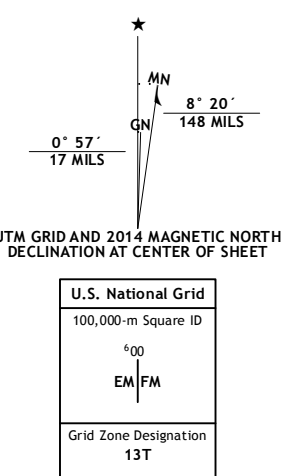 ★
MN
8° 20´
148 MILS
GN
0° 57´
17 MILS
UTM GRID AND 2014 MAGNETIC NORTH
DECLINATION AT CENTER OF SHEET
U.S. National Grid
100,000-m Square ID
⁶00
EM FM
Grid Zone Designation
13T